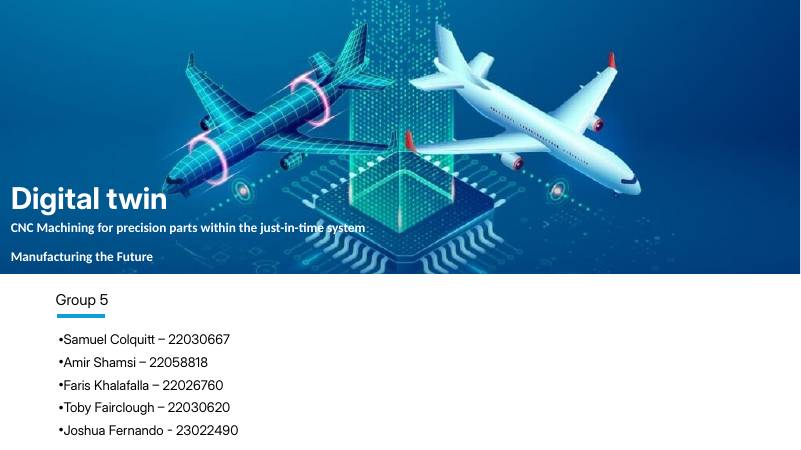 Digital twin
CNC Machining for precision parts within the just-in-time system
Manufacturing the Future
Group 5
•Samuel Colquitt – 22030667
•Amir Shamsi – 22058818
•Faris Khalafalla – 22026760
•Toby Fairclough – 22030620
•Joshua Fernando - 23022490